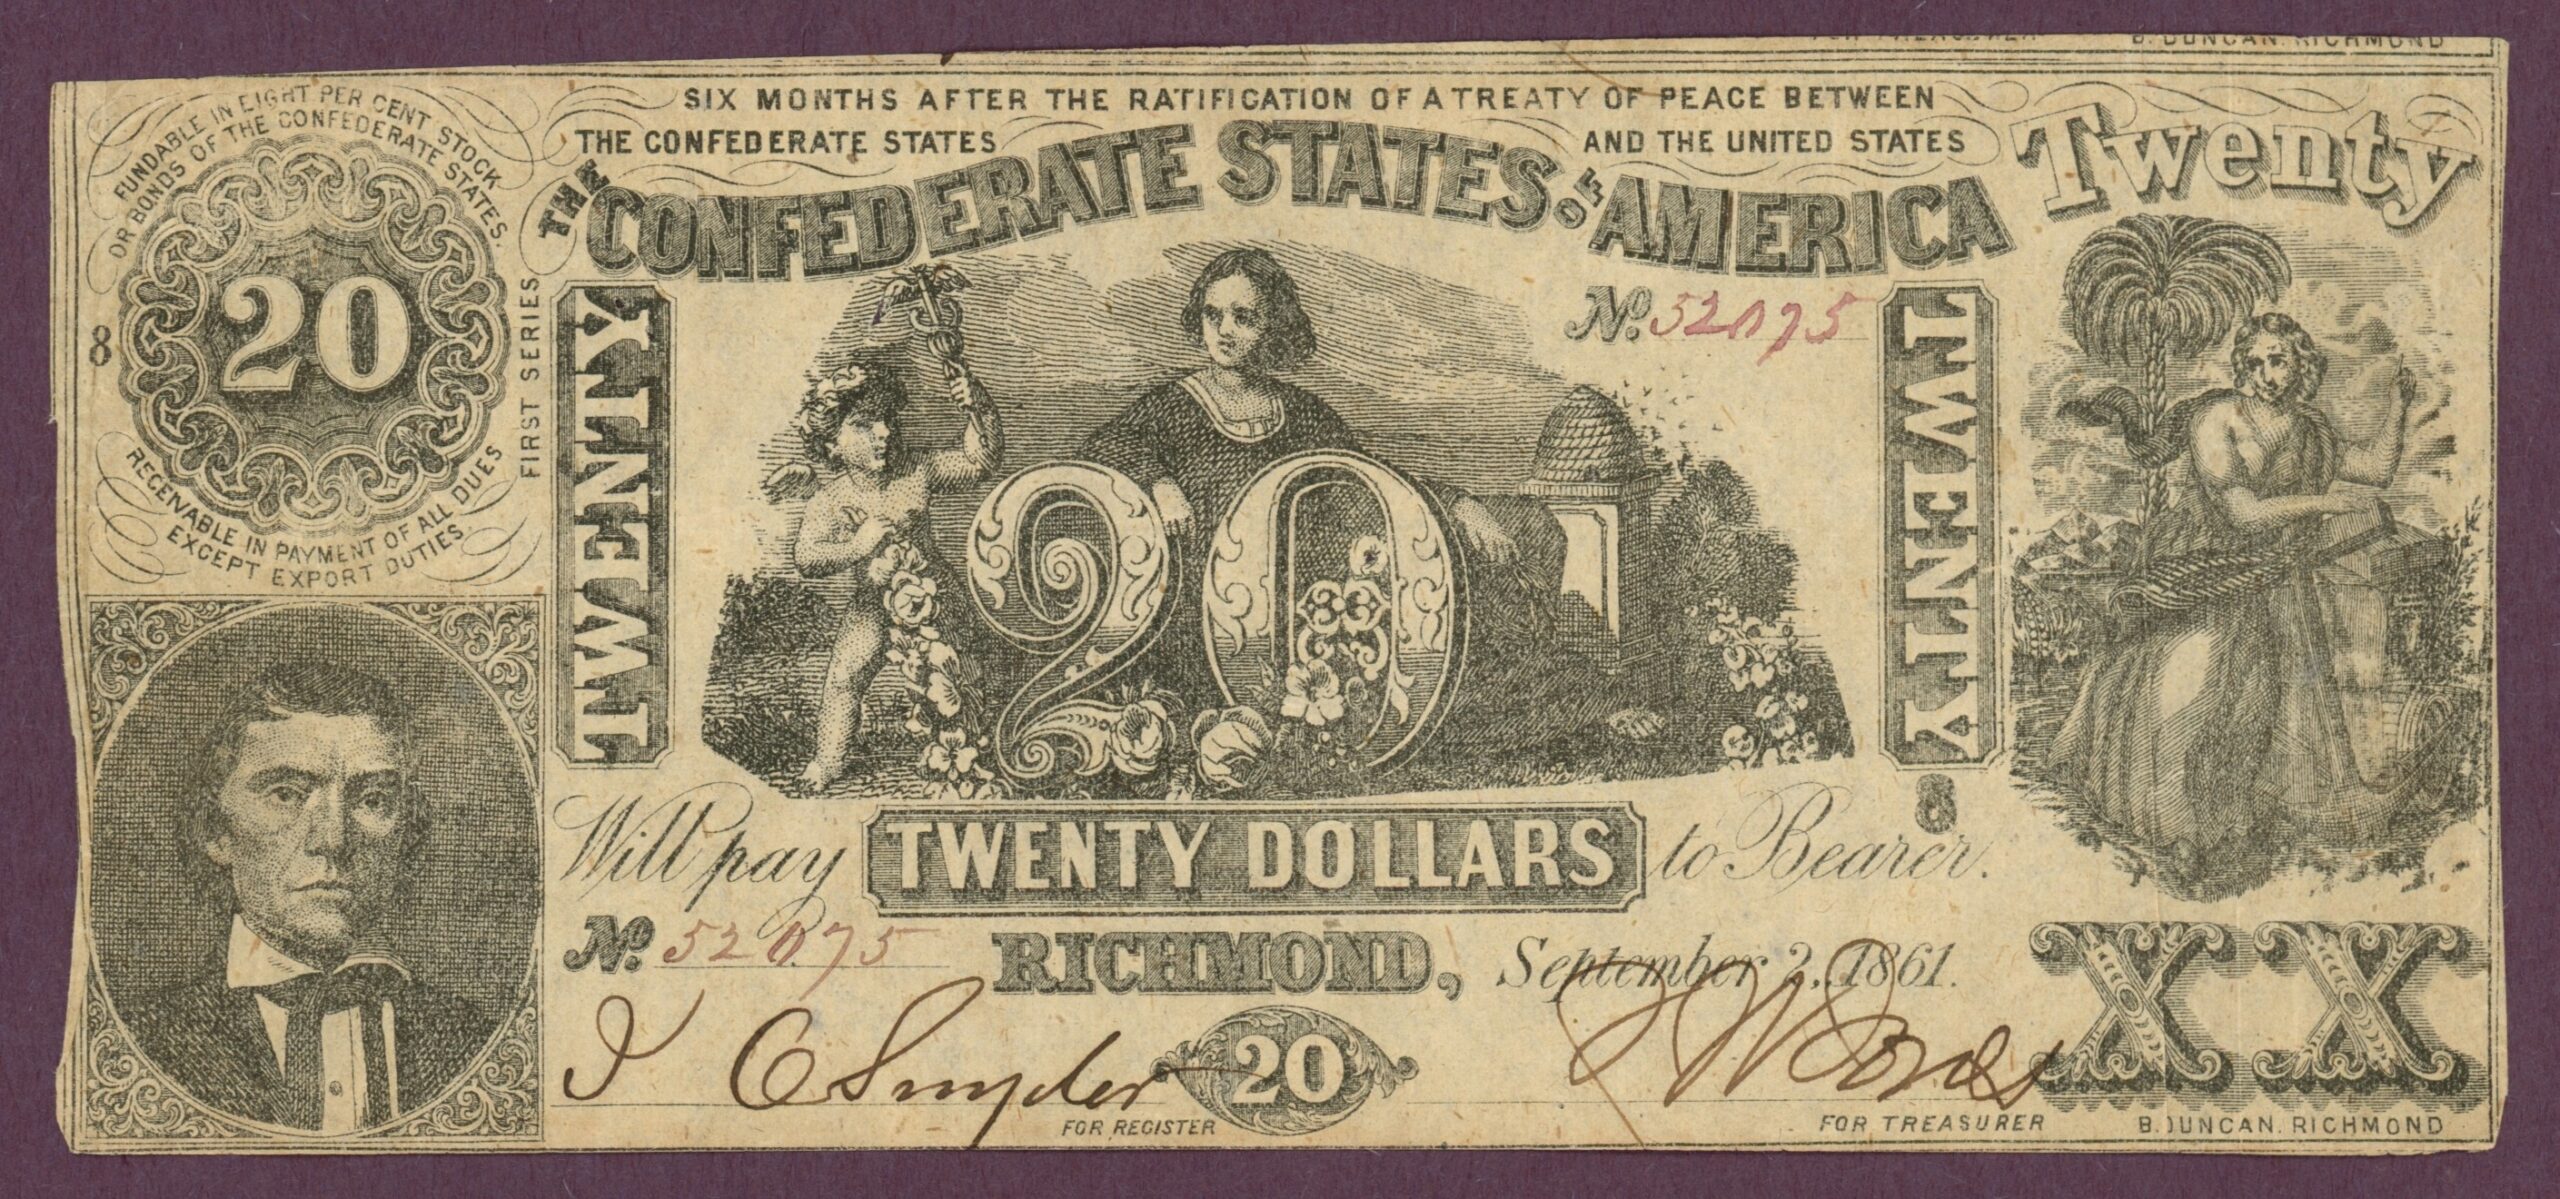 FOR TREASURER B. DUNCAN. RICHMOND
SIX MONTHS AFTER THE RATIFICATION OF A TREATY OF PEACE BETWEEN
THE CONFEDERATE STATES AND THE UNITED STATES
THE CONFEDERATE STATES OF AMERICA
Twenty
FUNDABLE IN EIGHT PER CENT STOCK
OR BONDS OF THE CONFEDERATE STATES.
20
8
RECEIVABLE IN PAYMENT OF ALL DUES
EXCEPT EXPORT DUTIES.
FIRST SERIES
TWENTY
20
No. 52075
TWENTY
8
Will pay TWENTY DOLLARS to Bearer.
No. 52075 RICHMOND, September 2, 1861.
XX
C Snyder
20
FOR REGISTER
FOR TREASURER
B. DUNCAN. RICHMOND